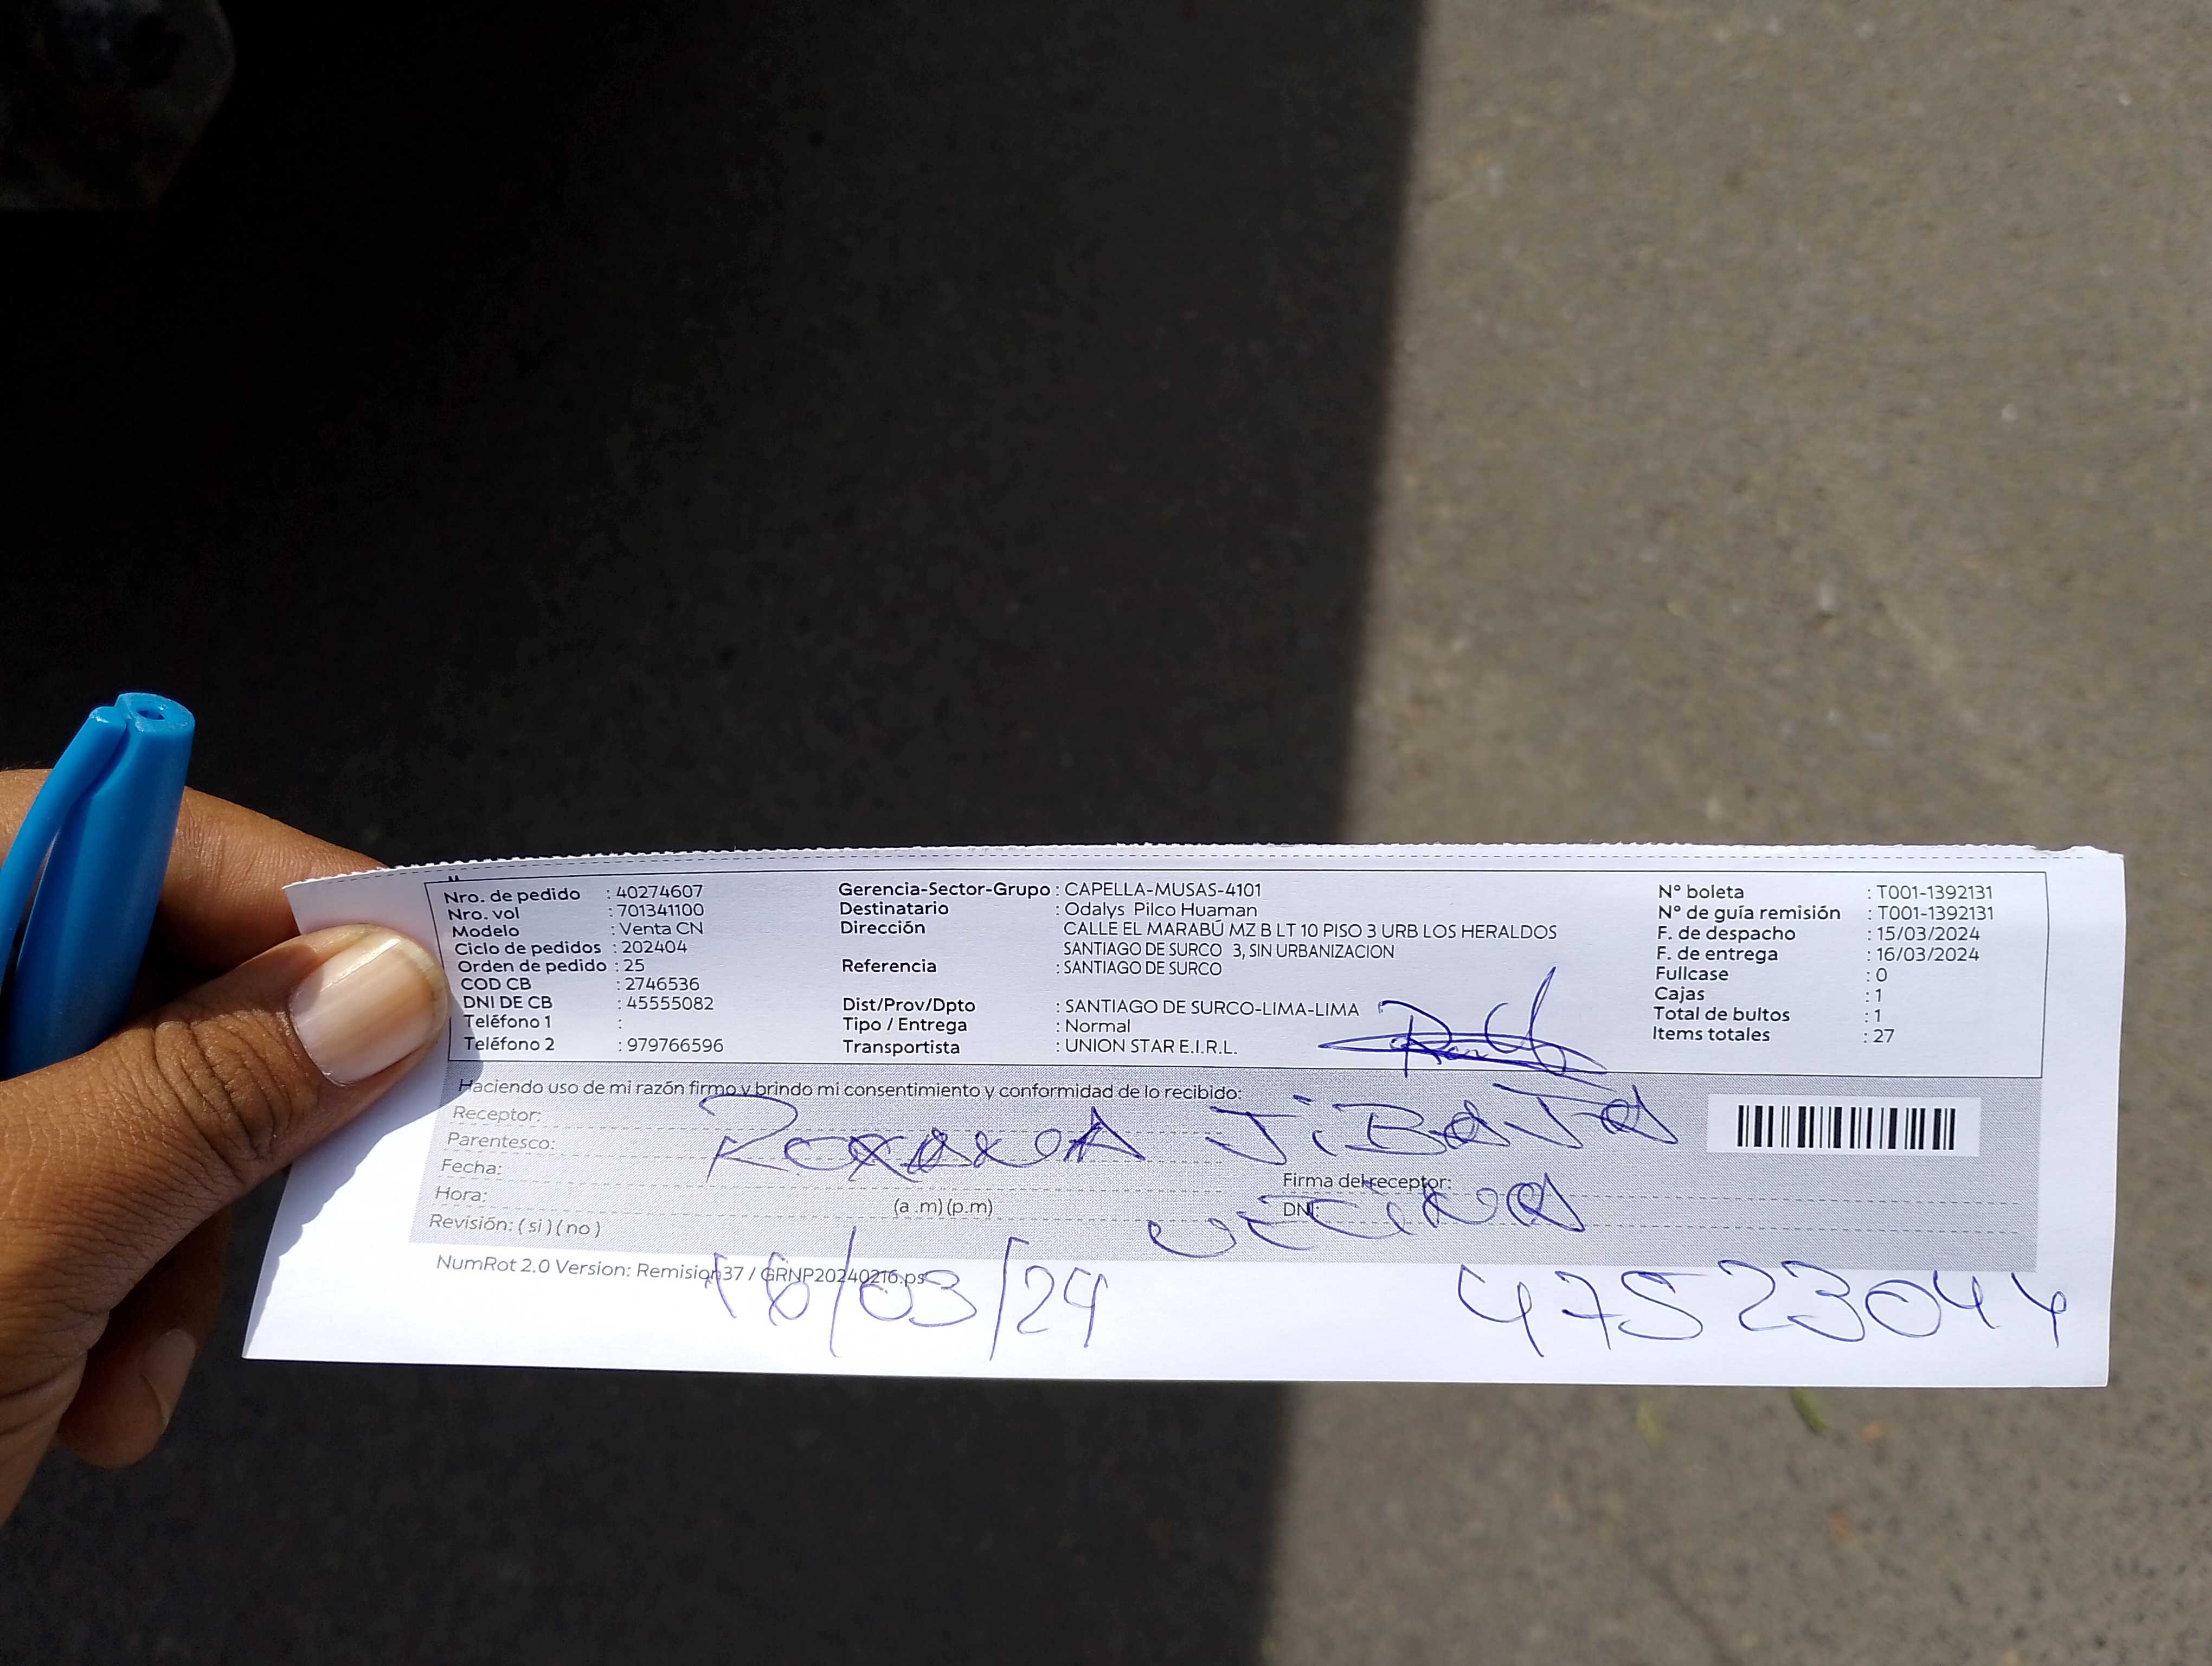 Nro. de pedido : 40274607
Nro. vol : 701341100
Modelo : Venta CN
Ciclo de pedidos : 202404
Orden de pedido : 25
COD CB : 2746536
DNI DE CB : 45555082
Teléfono 1 :
Teléfono 2 : 979766596
Gerencia-Sector-Grupo : CAPELLA-MUSAS-4101
Destinatario : Odalys Pilco Huaman
Dirección CALLE EL MARABÚ MZ B LT 10 PISO 3 URB LOS HERALDOS
SANTIAGO DE SURCO 3, SIN URBANIZACION
Referencia : SANTIAGO DE SURCO
Dist/Prov/Dpto : SANTIAGO DE SURCO-LIMA-LIMA
Tipo / Entrega : Normal
Transportista : UNION STAR E.I.R.L.
N° boleta : T001-1392131
N° de guía remisión : T001-1392131
F. de despacho : 15/03/2024
F. de entrega : 16/03/2024
Fullcase : 0
Cajas : 1
Total de bultos : 1
Items totales : 27
Haciendo uso de mi razón firmo y brindo mi consentimiento y conformidad de lo recibido:
Receptor:
Roxana JiBaJa
Parentesco:
Fecha:
Firma del receptor:
Hora: (a .m) (p.m)
DNI:
vecina
Revisión: ( si ) ( no )
NumRot 2.0 Version: Remision37 / GRNP20240216.ps
16/03/24
47523044